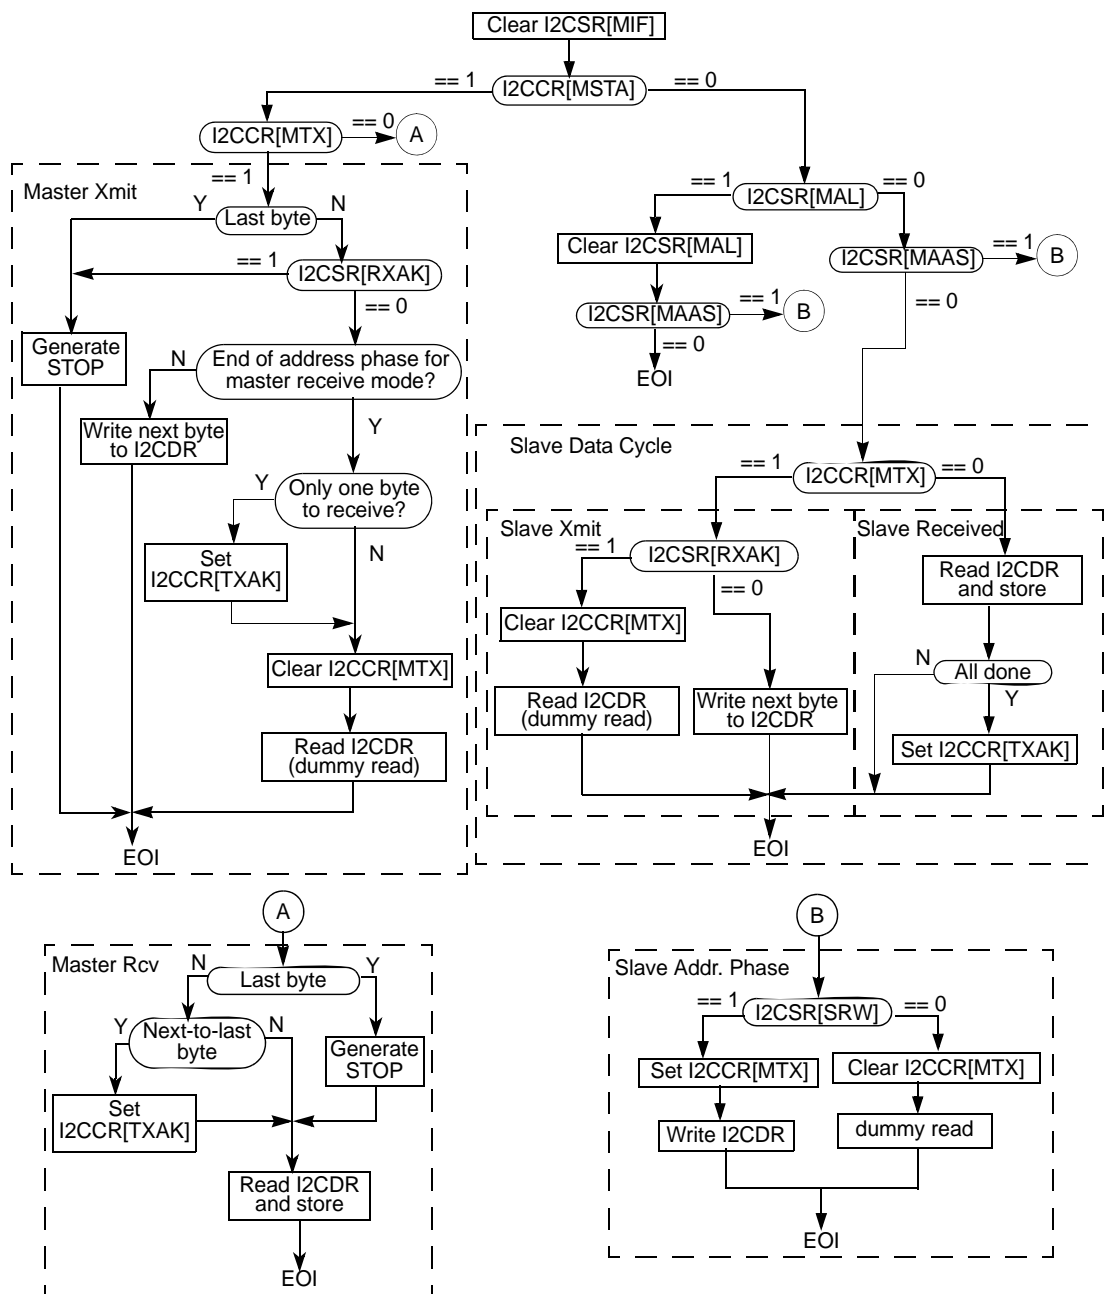 Clear I2CSR[MIF]
== 1
I2CCR[MSTA]
== 0
I2CCR[MTX]
== 0
A
== 1
Master Xmit
Y
Last byte
N
== 1
I2CSR[RXAK]
== 0
Generate
STOP
N
End of address phase for
master receive mode?
Write next byte
to I2CDR
Y
Y
Only one byte
to receive?
Set
I2CCR[TXAK]
N
Clear I2CCR[MTX]
Read I2CDR
(dummy read)
EOI
== 1
I2CSR[MAL]
== 0
Clear I2CSR[MAL]
I2CSR[MAAS]
== 1
B
I2CSR[MAAS]
== 1
B
== 0
== 0
EOI
Slave Data Cycle
== 1
I2CCR[MTX]
== 0
Slave Xmit
== 1
I2CSR[RXAK]
== 0
Clear I2CCR[MTX]
Read I2CDR
(dummy read)
Write next byte
to I2CDR
Slave Received
Read I2CDR
and store
N
All done
Y
Set I2CCR[TXAK]
EOI
A
Master Rcv
N
Last byte
Y
Y
Next-to-last
byte
N
Generate
STOP
Set
I2CCR[TXAK]
Read I2CDR
and store
EOI
B
Slave Addr. Phase
== 1
I2CSR[SRW]
== 0
Set I2CCR[MTX]
Clear I2CCR[MTX]
Write I2CDR
dummy read
EOI